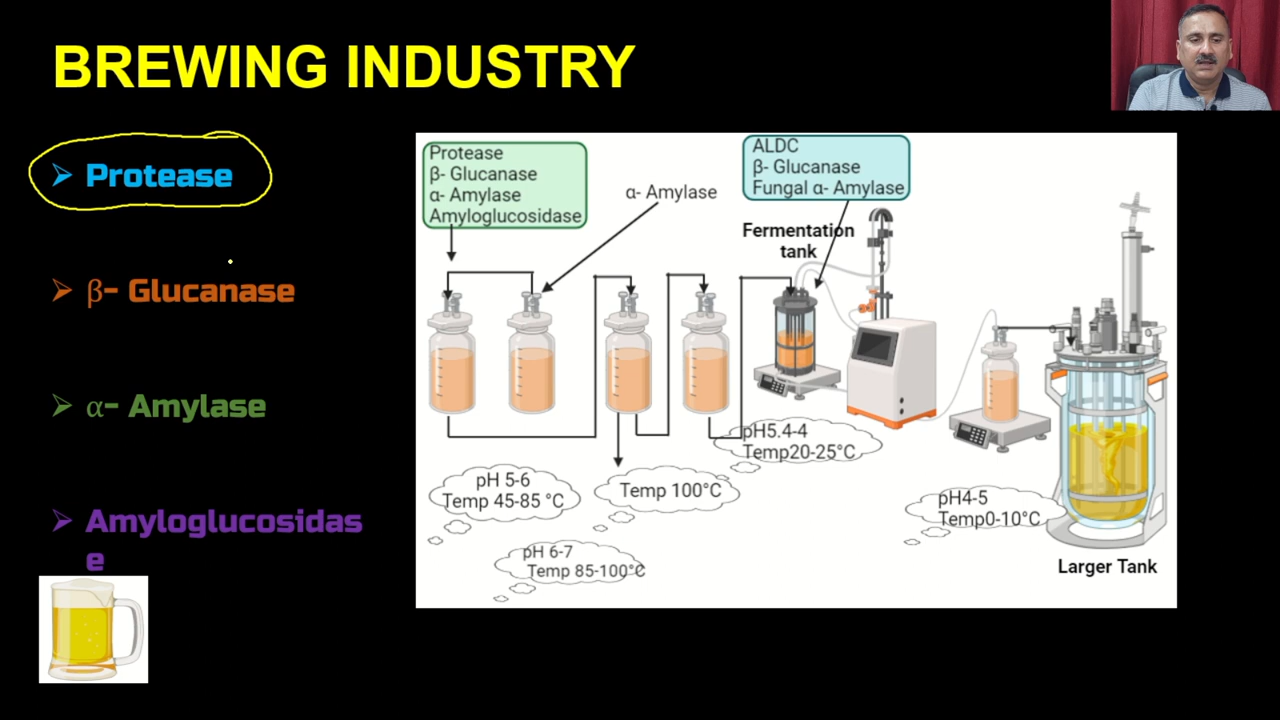 BREWING INDUSTRY
➢ Protease
➢ β- Glucanase
➢ α- Amylase
➢ Amyloglucosidas
e
Protease
β- Glucanase
α- Amylase
Amyloglucosidase
α- Amylase
ALDC
β- Glucanase
Fungal α- Amylase
Fermentation
tank
pH 5-6
Temp 45-85 °C
pH 6-7
Temp 85-100°C
Temp 100°C
pH5.4-4
Temp20-25°C
pH4-5
Temp0-10°C
Larger Tank